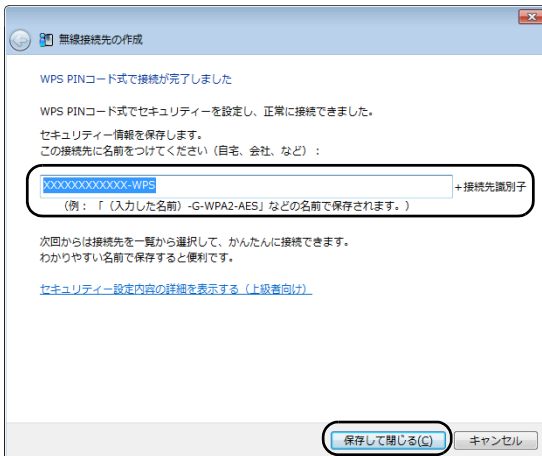 無線接続先の作成
WPS PINコード式で接続が完了しました
WPS PINコード式でセキュリティーを設定し、正常に接続できました。
セキュリティー情報を保存します。
この接続先に名前をつけてください（自宅、会社、など）：
XXXXXXXXXXXX-WPS +接続先識別子
（例：「（入力した名前）-G-WPA2-AES」などの名前で保存されます。）
次回からは接続先を一覧から選択して、かんたんに接続できます。
わかりやすい名前で保存すると便利です。
セキュリティー設定内容の詳細を表示する（上級者向け）
保存して閉じる(C) キャンセル